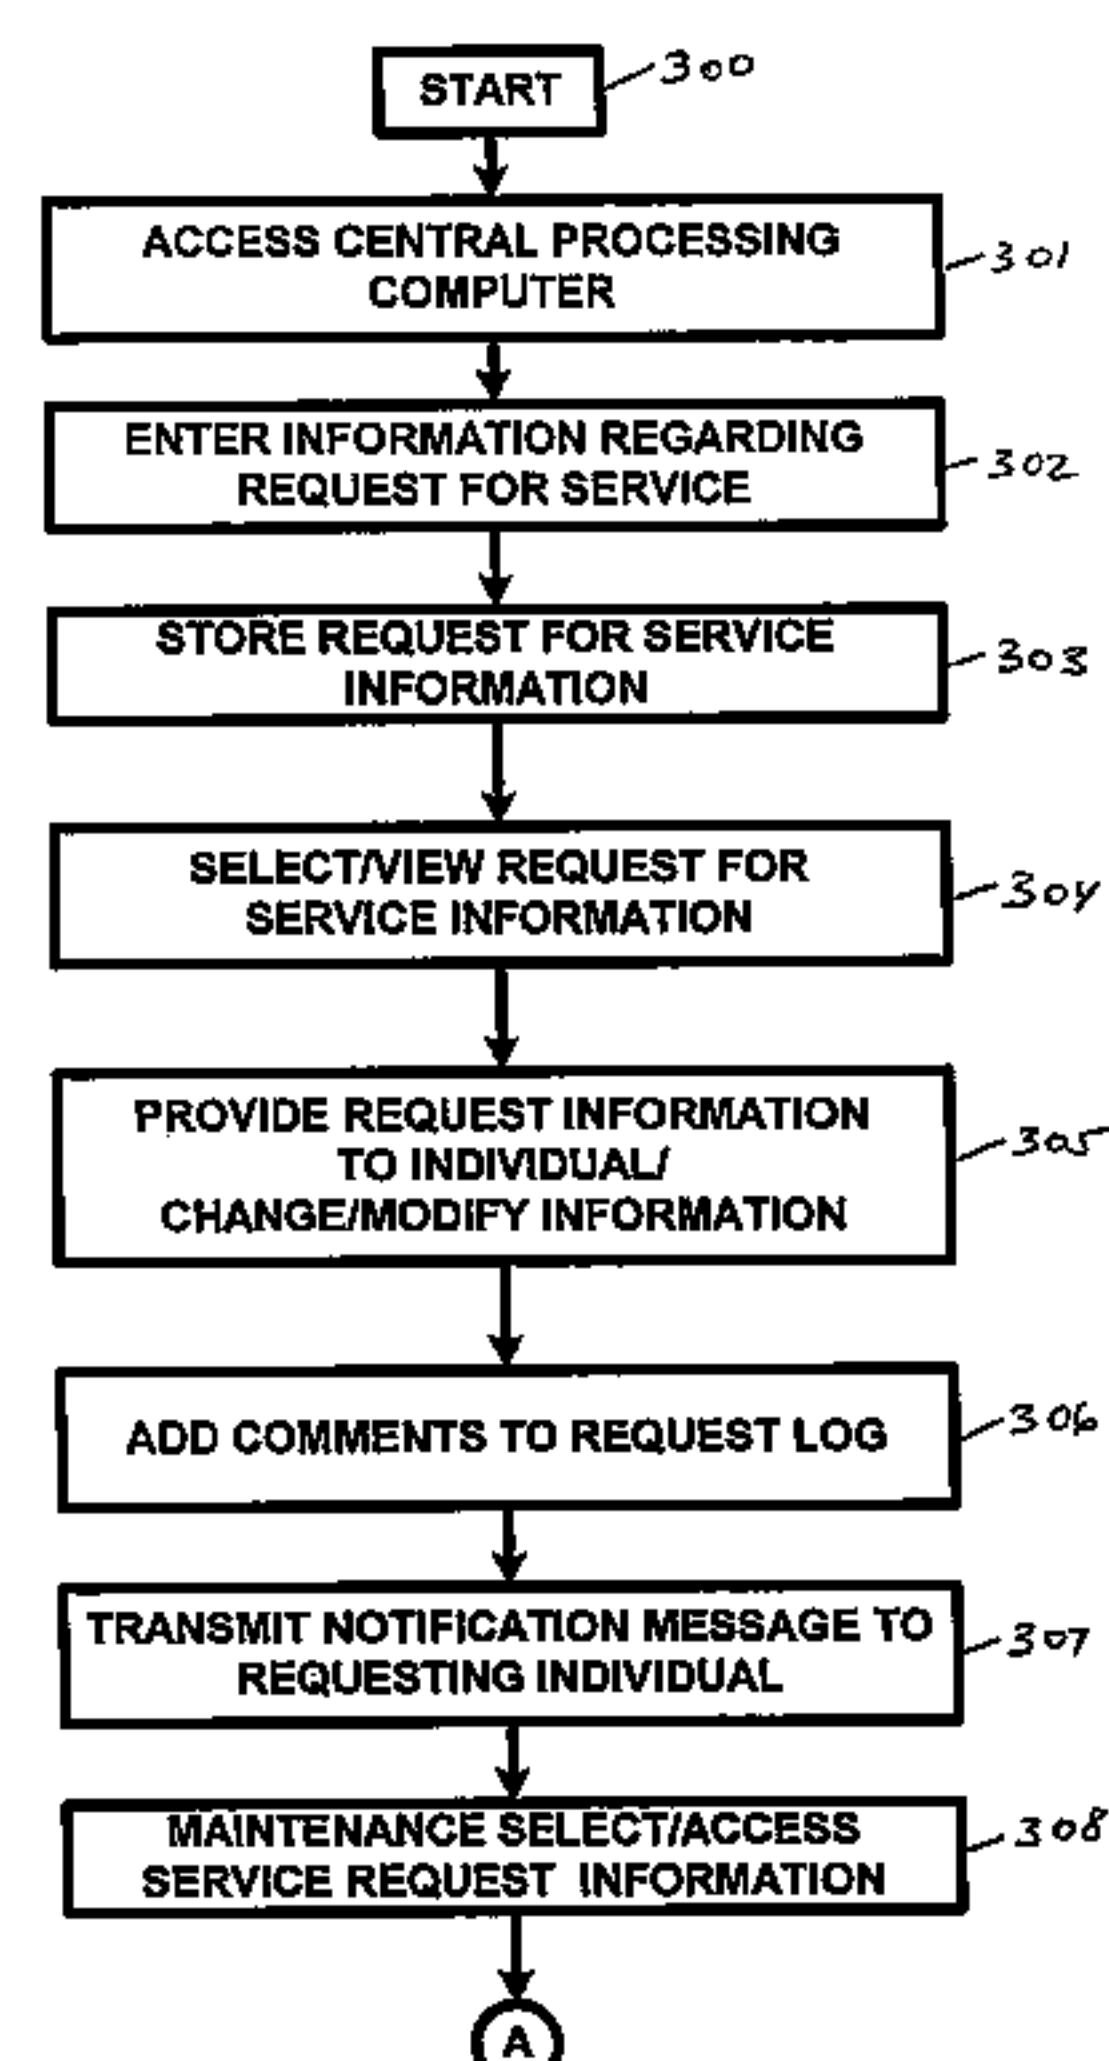 START
300
ACCESS CENTRAL PROCESSING
COMPUTER
301
ENTER INFORMATION REGARDING
REQUEST FOR SERVICE
302
STORE REQUEST FOR SERVICE
INFORMATION
303
SELECT/VIEW REQUEST FOR
SERVICE INFORMATION
304
PROVIDE REQUEST INFORMATION
TO INDIVIDUAL/
CHANGE/MODIFY INFORMATION
305
ADD COMMENTS TO REQUEST LOG
306
TRANSMIT NOTIFICATION MESSAGE TO
REQUESTING INDIVIDUAL
307
MAINTENANCE SELECT/ACCESS
SERVICE REQUEST INFORMATION
308
A